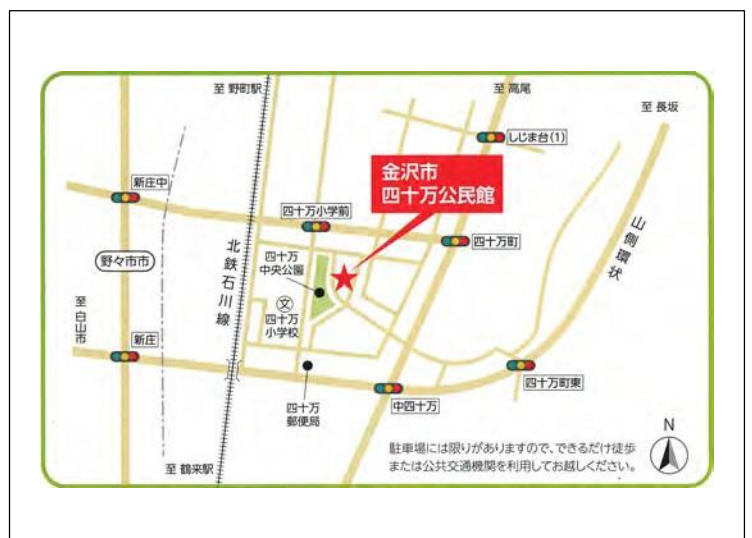 至 野町駅
至 高尾
至 長坂
しじま台(1)
金沢市
四十万公民館
新庄中
四十万小学前
四十万町
山側環状
野々市市
北鉄石川線
四十万
中央公園
至 白山市
文
四十万
小学校
新庄
四十万町東
四十万
郵便局
中四十万
至 鶴来駅
駐車場には限りがありますので、できるだけ徒歩
または公共交通機関を利用してお越しください。
N